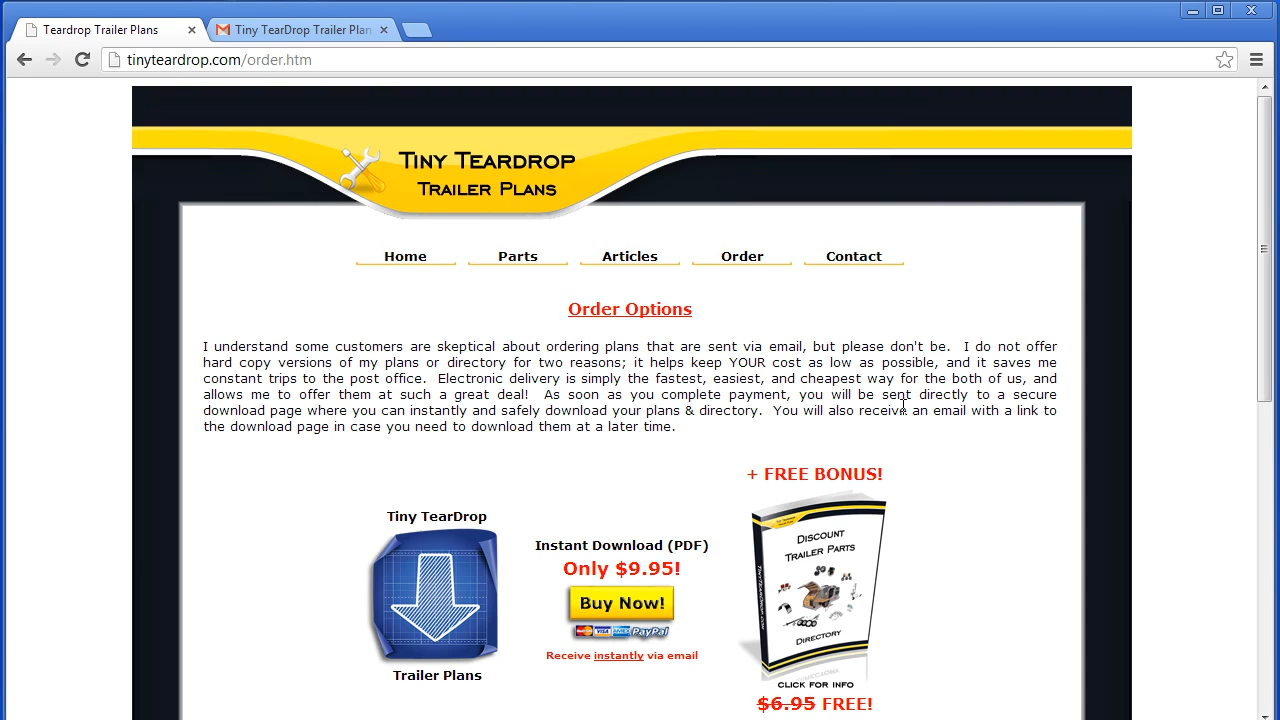 Teardrop Trailer Plans
Tiny TearDrop Trailer Plan
tinyteardrop.com/order.htm
TINY TEARDROP
TRAILER PLANS
Home Parts Articles Order Contact
Order Options
I understand some customers are skeptical about ordering plans that are sent via email, but please don't be. I do not offer
hard copy versions of my plans or directory for two reasons; it helps keep YOUR cost as low as possible, and it saves me
constant trips to the post office. Electronic delivery is simply the fastest, easiest, and cheapest way for the both of us, and
allows me to offer them at such a great deal! As soon as you complete payment, you will be sent directly to a secure
download page where you can instantly and safely download your plans & directory. You will also receive an email with a link to
the download page in case you need to download them at a later time.
+ FREE BONUS!
Tiny TearDrop
Trailer Plans
Instant Download (PDF)
Only $9.95!
Buy Now!
VISA PayPal
Receive instantly via email
DISCOUNT
TRAILER PARTS
DIRECTORY
TINYTEARDROP.COM
CLICK FOR INFO
$6.95 FREE!